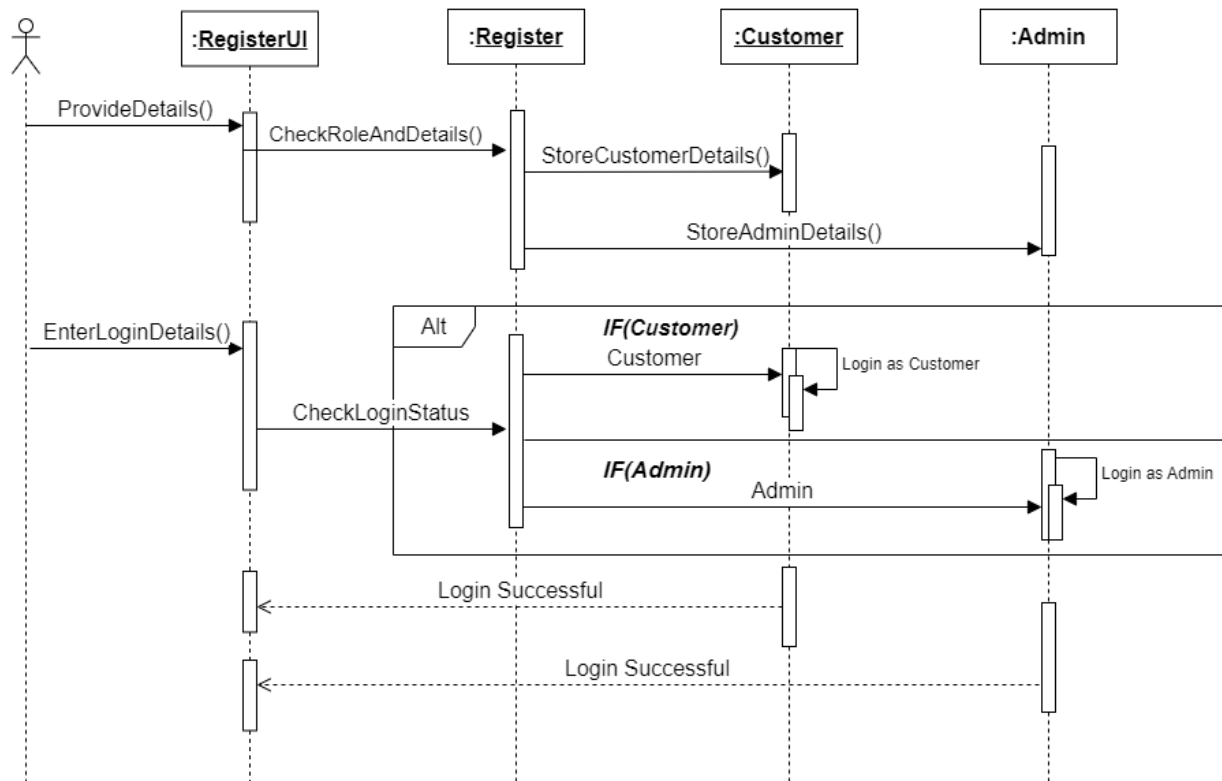 :RegisterUI
:Register
:Customer
:Admin
ProvideDetails()
CheckRoleAndDetails()
StoreCustomerDetails()
StoreAdminDetails()
Alt
IF(Customer)
EnterLoginDetails()
Customer
Login as Customer
CheckLoginStatus
IF(Admin)
Login as Admin
Admin
Login Successful
Login Successful